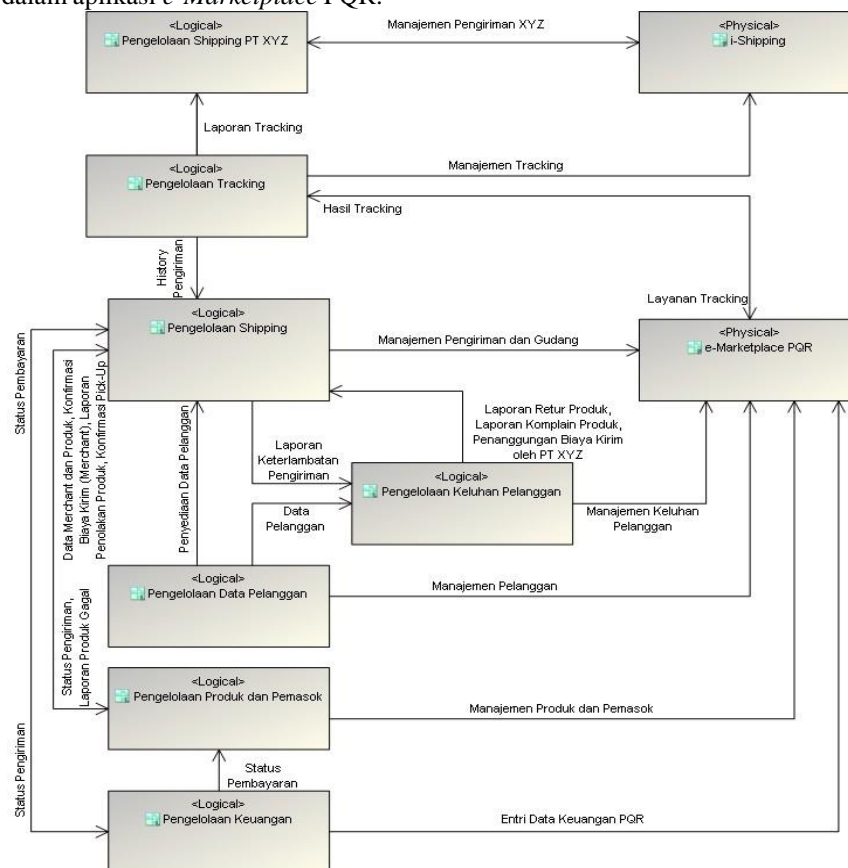 dalam aplikasi e-Marketplace PQR.
<Logical>
Pengelolaan Shipping PT XYZ
Manajemen Pengiriman XYZ
<Physical>
i-Shipping
Laporan Tracking
<Logical>
Pengelolaan Tracking
Manajemen Tracking
Hasil Tracking
History
Pengiriman
Layanan Tracking
<Logical>
Pengelolaan Shipping
Manajemen Pengiriman dan Gudang
<Physical>
e-Marketplace PQR
Status Pembayaran
Data Merchant dan Produk, Konfirmasi
Biaya Kirim (Merchant), Laporan
Penolakan Produk, Konfirmasi Pick-Up
Penyediaan Data Pelanggan
Laporan
Keterlambatan
Pengiriman
Laporan Retur Produk,
Laporan Komplain Produk,
Penanggungan Biaya Kirim
oleh PT XYZ
<Logical>
Pengelolaan Keluhan Pelanggan
Data
Pelanggan
Manajemen Keluhan
Pelanggan
<Logical>
Pengelolaan Data Pelanggan
Manajemen Pelanggan
Status Pengiriman,
Laporan Produk Gagal
<Logical>
Pengelolaan Produk dan Pemasok
Manajemen Produk dan Pemasok
Status
Pembayaran
Status Pengiriman
<Logical>
Pengelolaan Keuangan
Entri Data Keuangan PQR